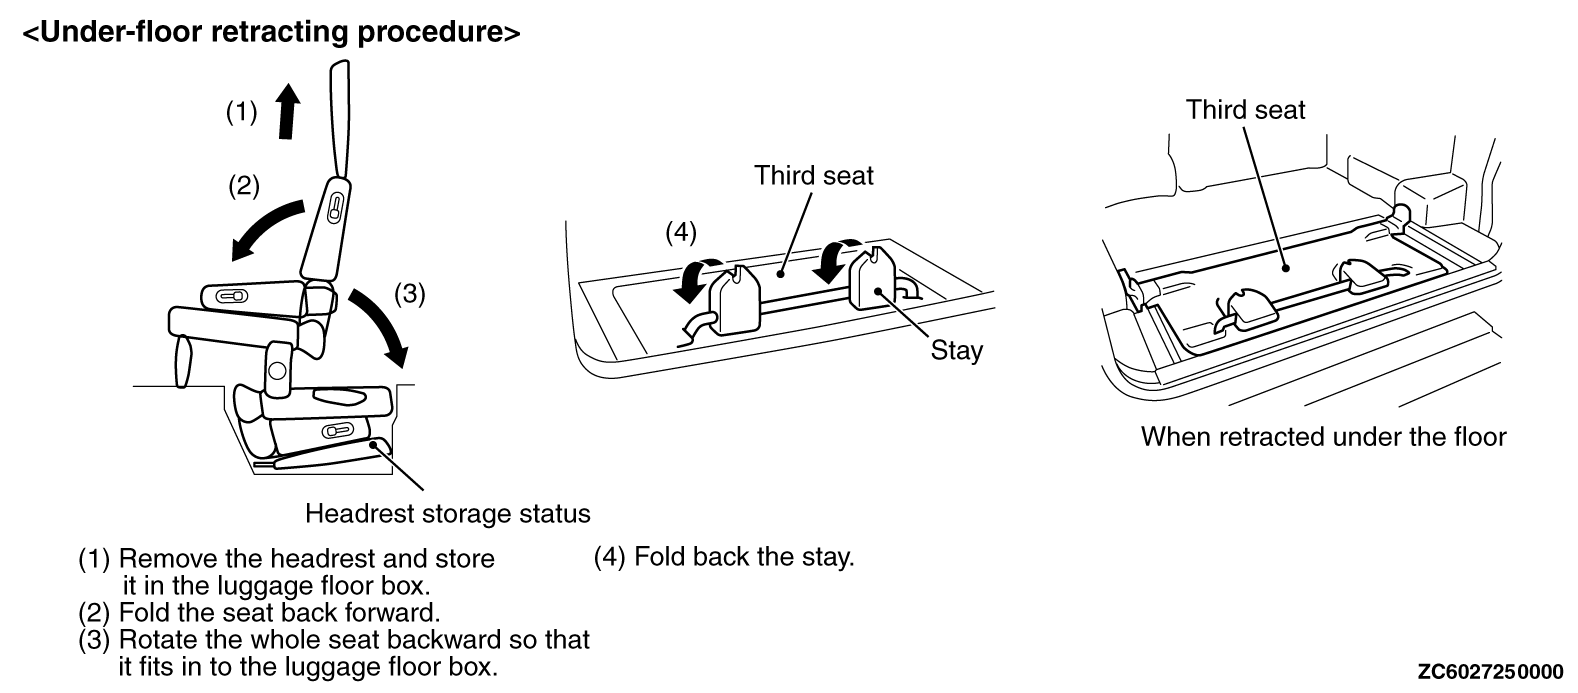 <Under-floor retracting procedure>
(1)
(2)
(3)
Headrest storage status
(4)
Third seat
Stay
Third seat
When retracted under the floor
(1) Remove the headrest and store
it in the luggage floor box.
(2) Fold the seat back forward.
(3) Rotate the whole seat backward so that
it fits in to the luggage floor box.
(4) Fold back the stay.
ZC6027250000